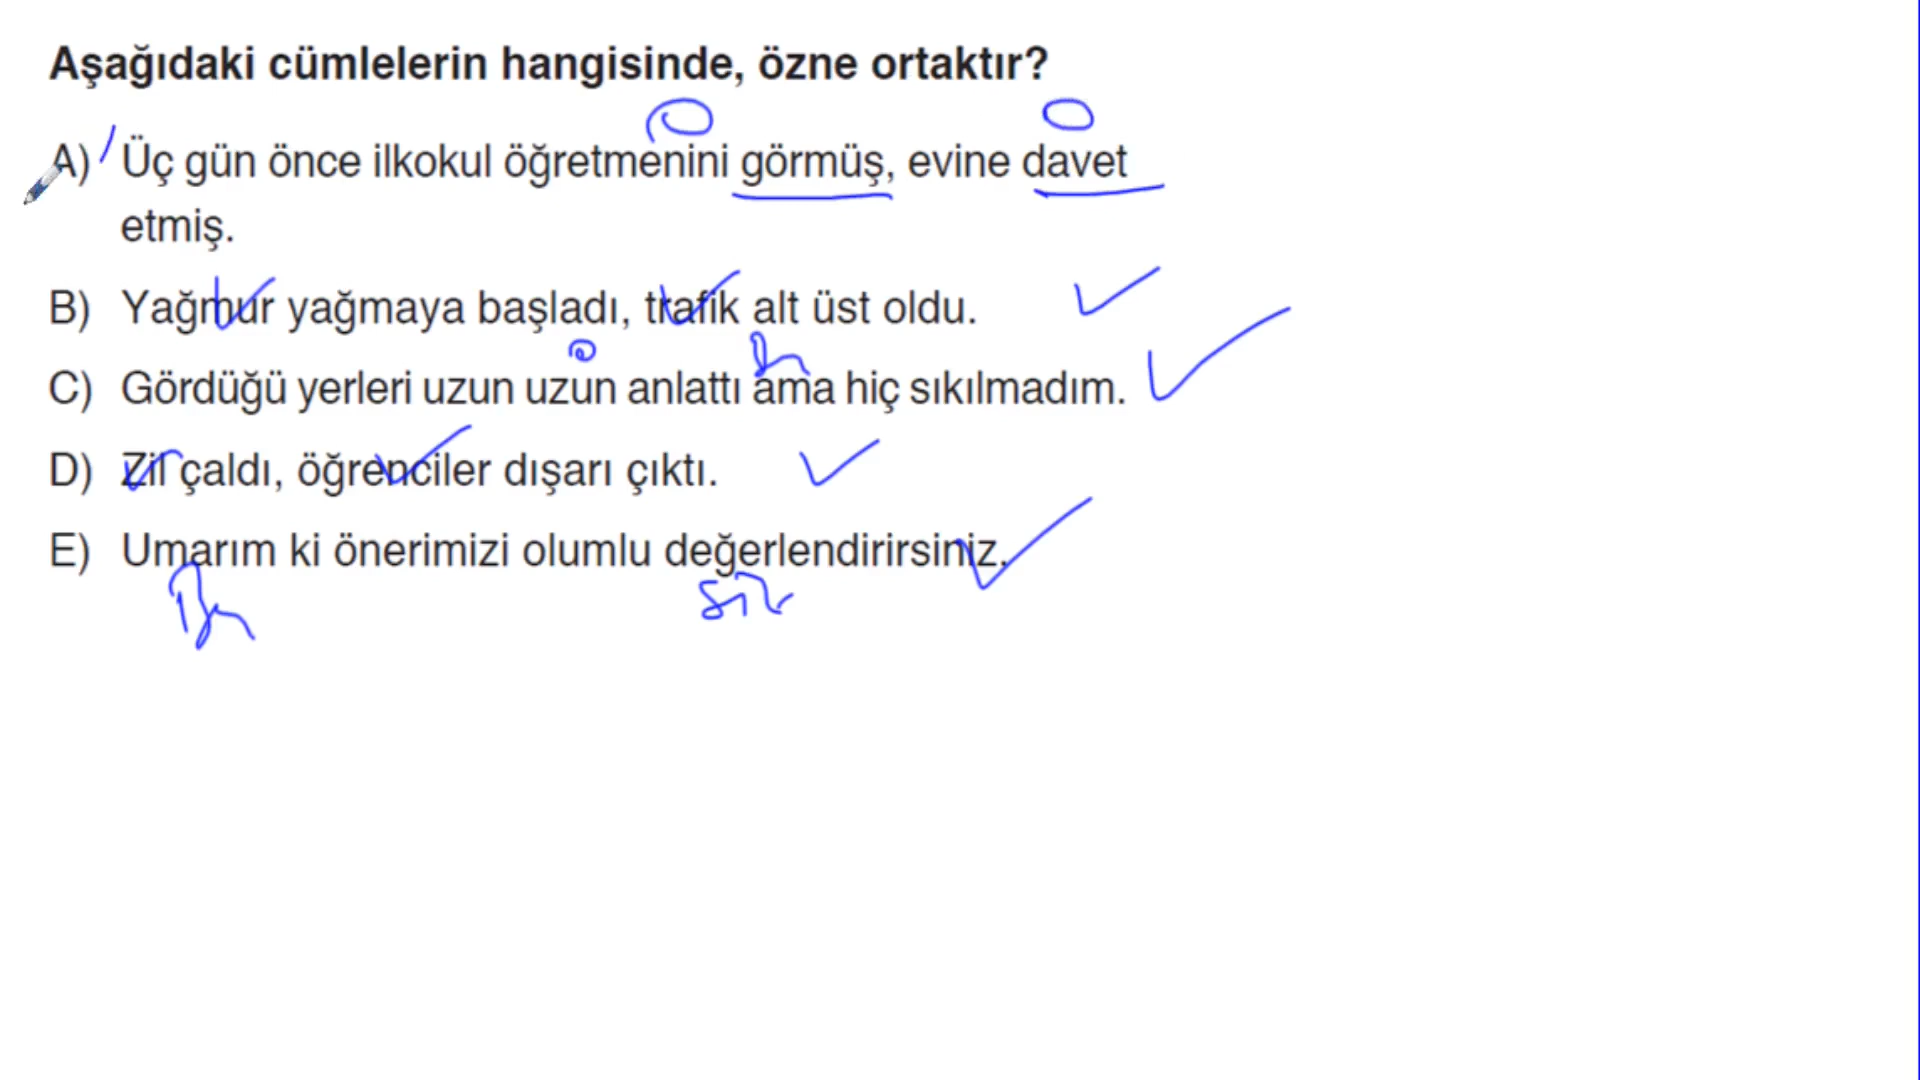 Aşağıdaki cümlelerin hangisinde, özne ortaktır?
A) Üç gün önce ilkokul öğretmenini görmüş, evine davet
etmiş.
B) Yağmur yağmaya başladı, trafik alt üst oldu.
C) Gördüğü yerleri uzun uzun anlattı ama hiç sıkılmadım.
D) Zil çaldı, öğrenciler dışarı çıktı.
E) Umarım ki önerimizi olumlu değerlendirirsiniz.
siz